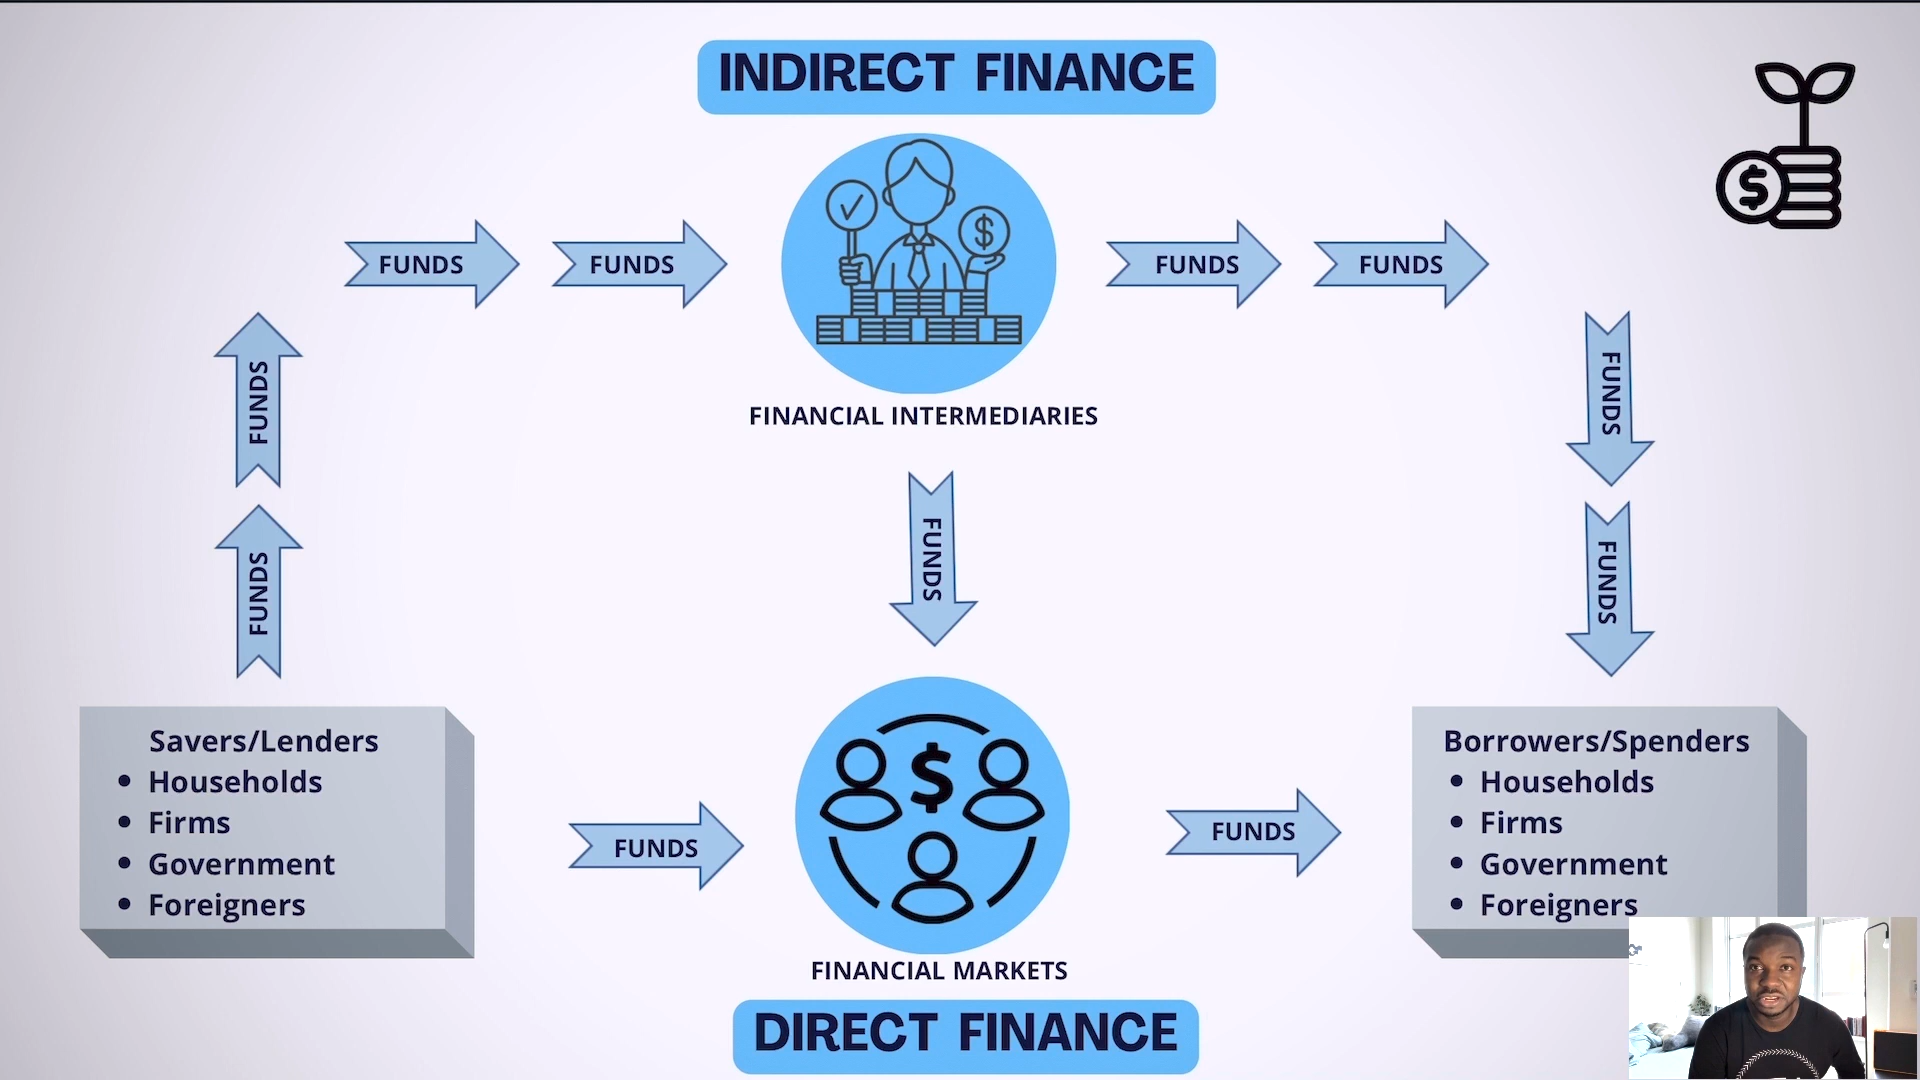 INDIRECT FINANCE
$
$
FUNDS
FUNDS
FUNDS
FUNDS
FINANCIAL INTERMEDIARIES
FUNDS
FUNDS
FUNDS
FUNDS
FUNDS
Savers/Lenders
• Households
• Firms
• Government
• Foreigners
FUNDS
$
FUNDS
Borrowers/Spenders
• Households
• Firms
• Government
• Foreigners
FINANCIAL MARKETS
DIRECT FINANCE